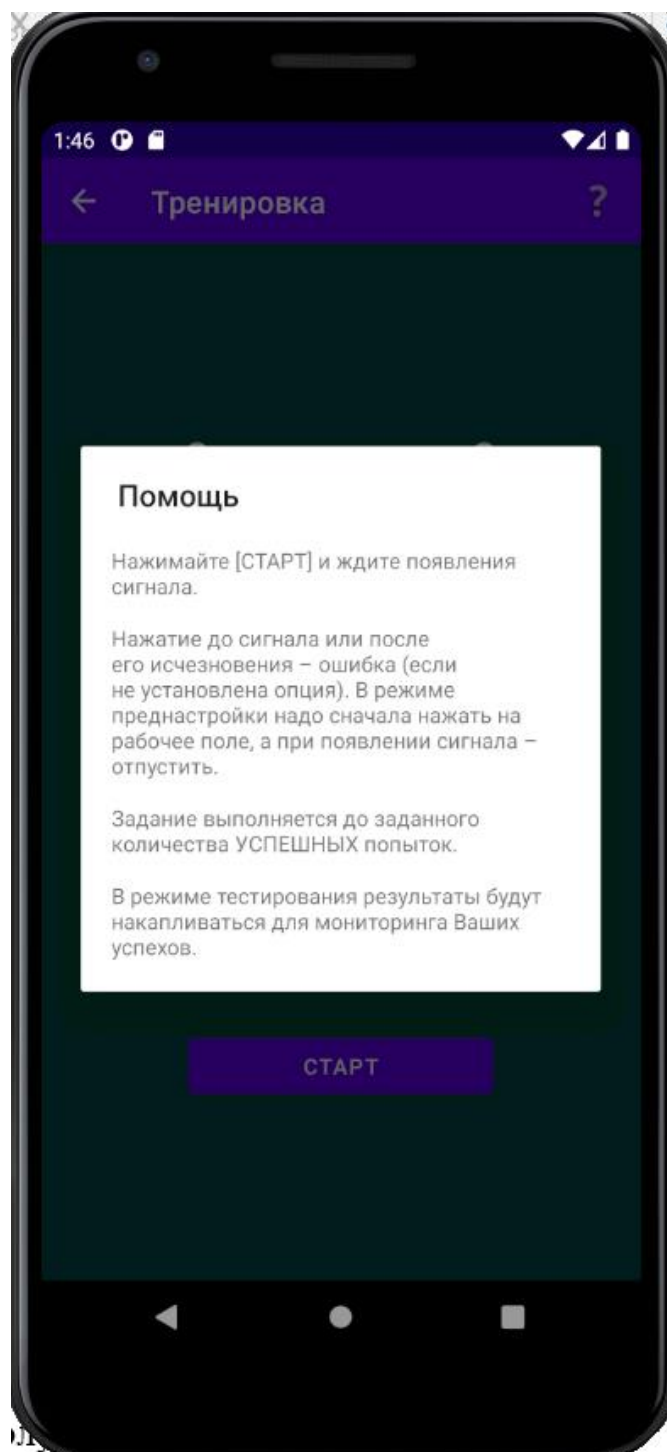 1:46
Тренировка
?
Помощь
Нажимайте [СТАРТ] и ждите появления
сигнала.
Нажатие до сигнала или после
его исчезновения – ошибка (если
не установлена опция). В режиме
преднастройки надо сначала нажать на
рабочее поле, а при появлении сигнала –
отпустить.
Задание выполняется до заданного
количества УСПЕШНЫХ попыток.
В режиме тестирования результаты будут
накапливаться для мониторинга Ваших
успехов.
СТАРТ